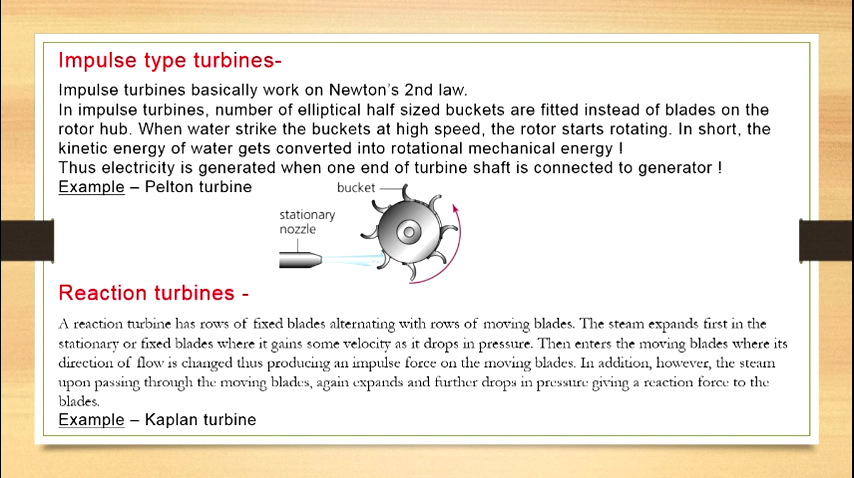 Impulse type turbines-
Impulse turbines basically work on Newton's 2nd law.
In impulse turbines, number of elliptical half sized buckets are fitted instead of blades on the
rotor hub. When water strike the buckets at high speed, the rotor starts rotating. In short, the
kinetic energy of water gets converted into rotational mechanical energy !
Thus electricity is generated when one end of turbine shaft is connected to generator !
Example – Pelton turbine
bucket
stationary
nozzle
Reaction turbines -
A reaction turbine has rows of fixed blades alternating with rows of moving blades. The steam expands first in the
stationary or fixed blades where it gains some velocity as it drops in pressure. Then enters the moving blades where its
direction of flow is changed thus producing an impulse force on the moving blades. In addition, however, the steam
upon passing through the moving blades, again expands and further drops in pressure giving a reaction force to the
blades.
Example – Kaplan turbine